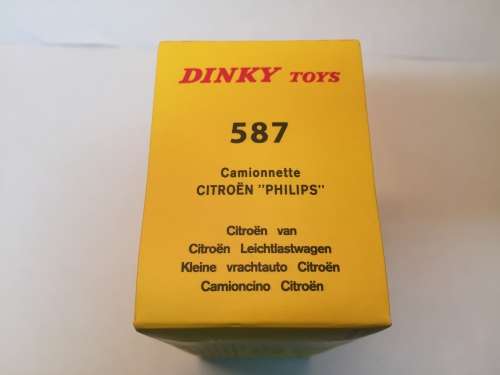 DINKY TOYS
587
Camionnette
CITROËN "PHILIPS"
Citroën van
Citroën Leichtlastwagen
Kleine vrachtauto Citroën
Camioncino Citroën